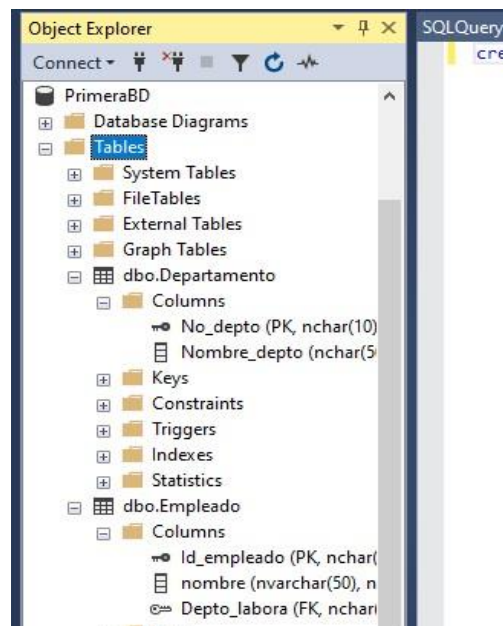 Object Explorer
SQLQuery
Connect
cre
PrimeraBD
Database Diagrams
Tables
System Tables
FileTables
External Tables
Graph Tables
dbo.Departamento
Columns
No_depto (PK, nchar(10)
Nombre_depto (nchar(5
Keys
Constraints
Triggers
Indexes
Statistics
dbo.Empleado
Columns
Id_empleado (PK, nchar(
nombre (nvarchar(50), n
Depto_labora (FK, nchar